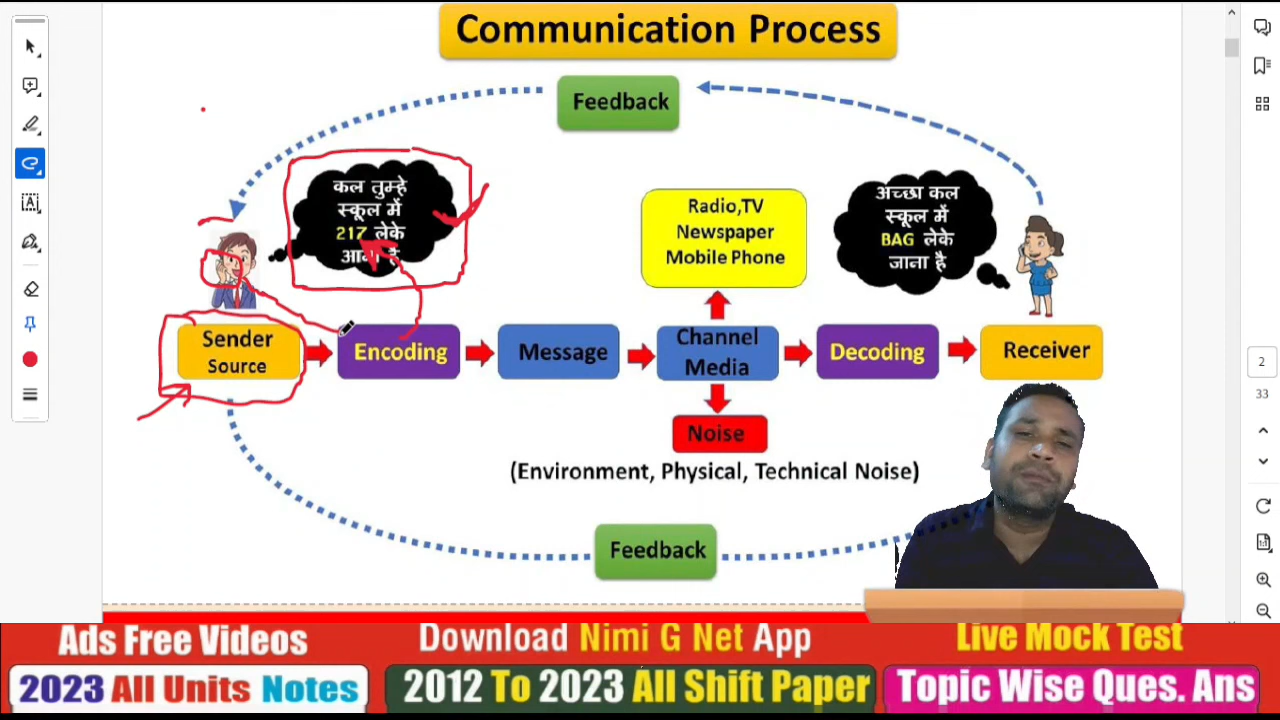 Communication Process
Feedback
कल तुम्हे
स्कूल में
217 लेके
आना है
Radio,TV
Newspaper
Mobile Phone
अच्छा कल
स्कूल में
BAG लेके
जाना है
Sender
Source
Encoding
Message
Channel
Media
Decoding
Receiver
Noise
(Environment, Physical, Technical Noise)
Feedback
2
33
Ads Free Videos
Download Nimi G Net App
Live Mock Test
2023 All Units Notes
2012 To 2023 All Shift Paper
Topic Wise Ques. Ans